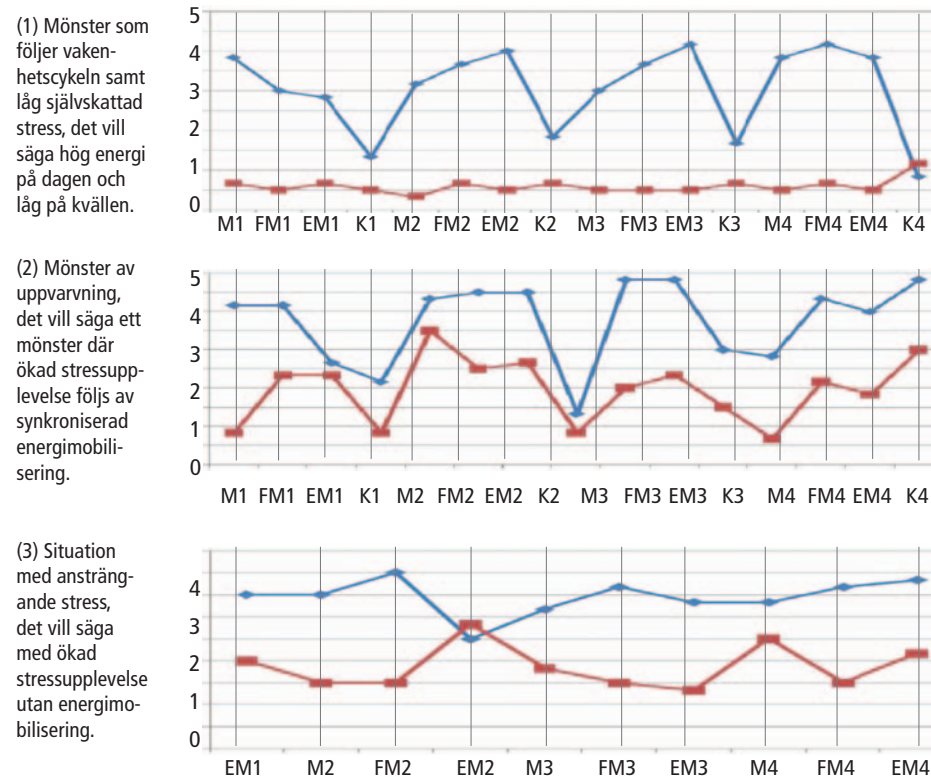 (1) Mönster som
följer vaken-
hetscykeln samt
låg självskattad
stress, det vill
säga hög energi
på dagen och
låg på kvällen.
5
4
3
2
1
0
M1 FM1 EM1 K1 M2 FM2 EM2 K2 M3 FM3 EM3 K3 M4 FM4 EM4 K4
(2) Mönster av
uppvarvning,
det vill säga ett
mönster där
ökad stressupp-
levelse följs av
synkroniserad
energimobili-
sering.
5
4
3
2
1
0
M1 FM1 EM1 K1 M2 FM2 EM2 K2 M3 FM3 EM3 K3 M4 FM4 EM4 K4
(3) Situation
med ansträng-
ande stress,
det vill säga
med ökad
stressupplevelse
utan energimo-
bilisering.
4
3
2
1
0
EM1 M2 FM2 EM2 M3 FM3 EM3 M4 FM4 EM4